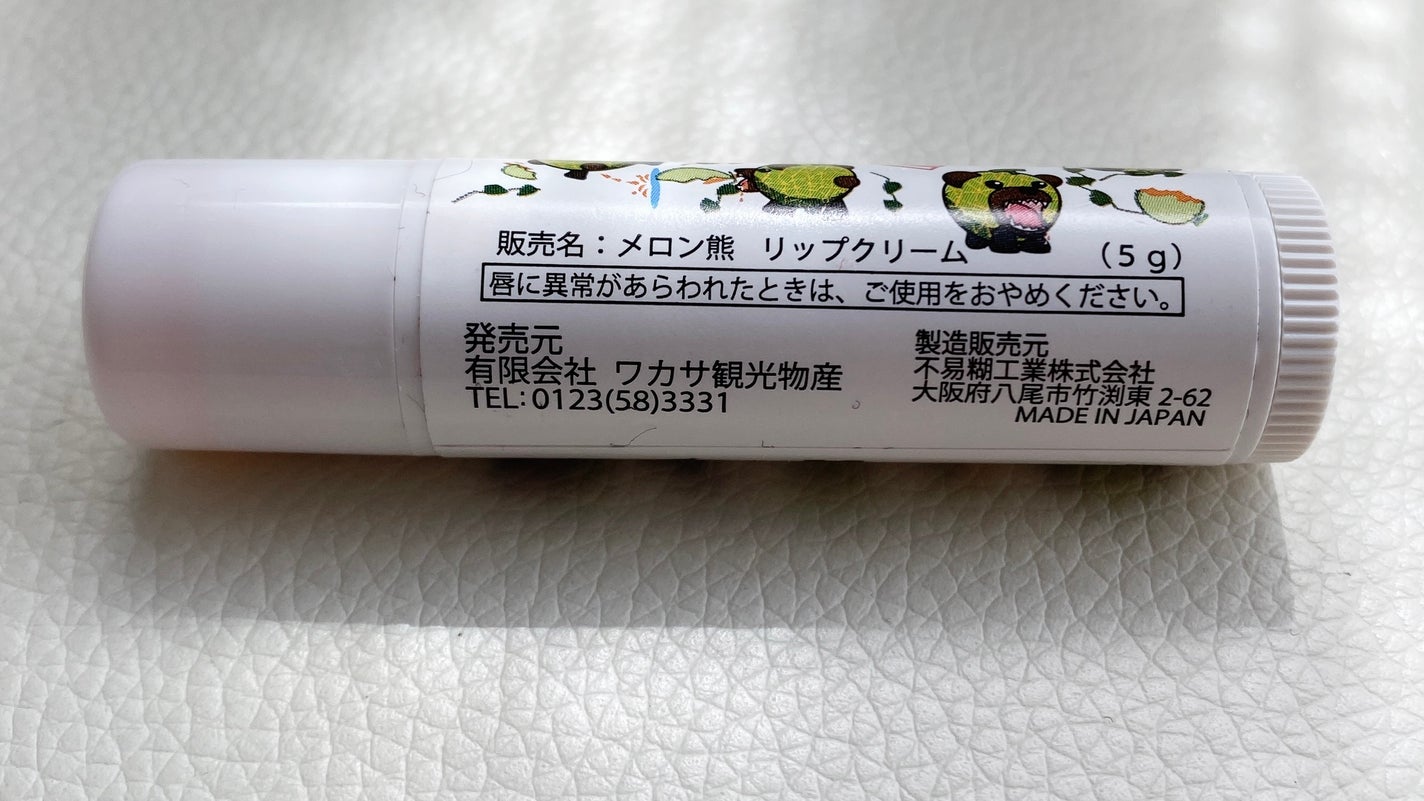 販売名：メロン熊　リップクリーム　（5ｇ）
唇に異常があらわれたときは、ご使用をおやめください。
発売元
有限会社 ワカサ観光物産
TEL: 0123(58)3331
製造販売元
不易糊工業株式会社
大阪府八尾市竹渕東 2-62
MADE IN JAPAN